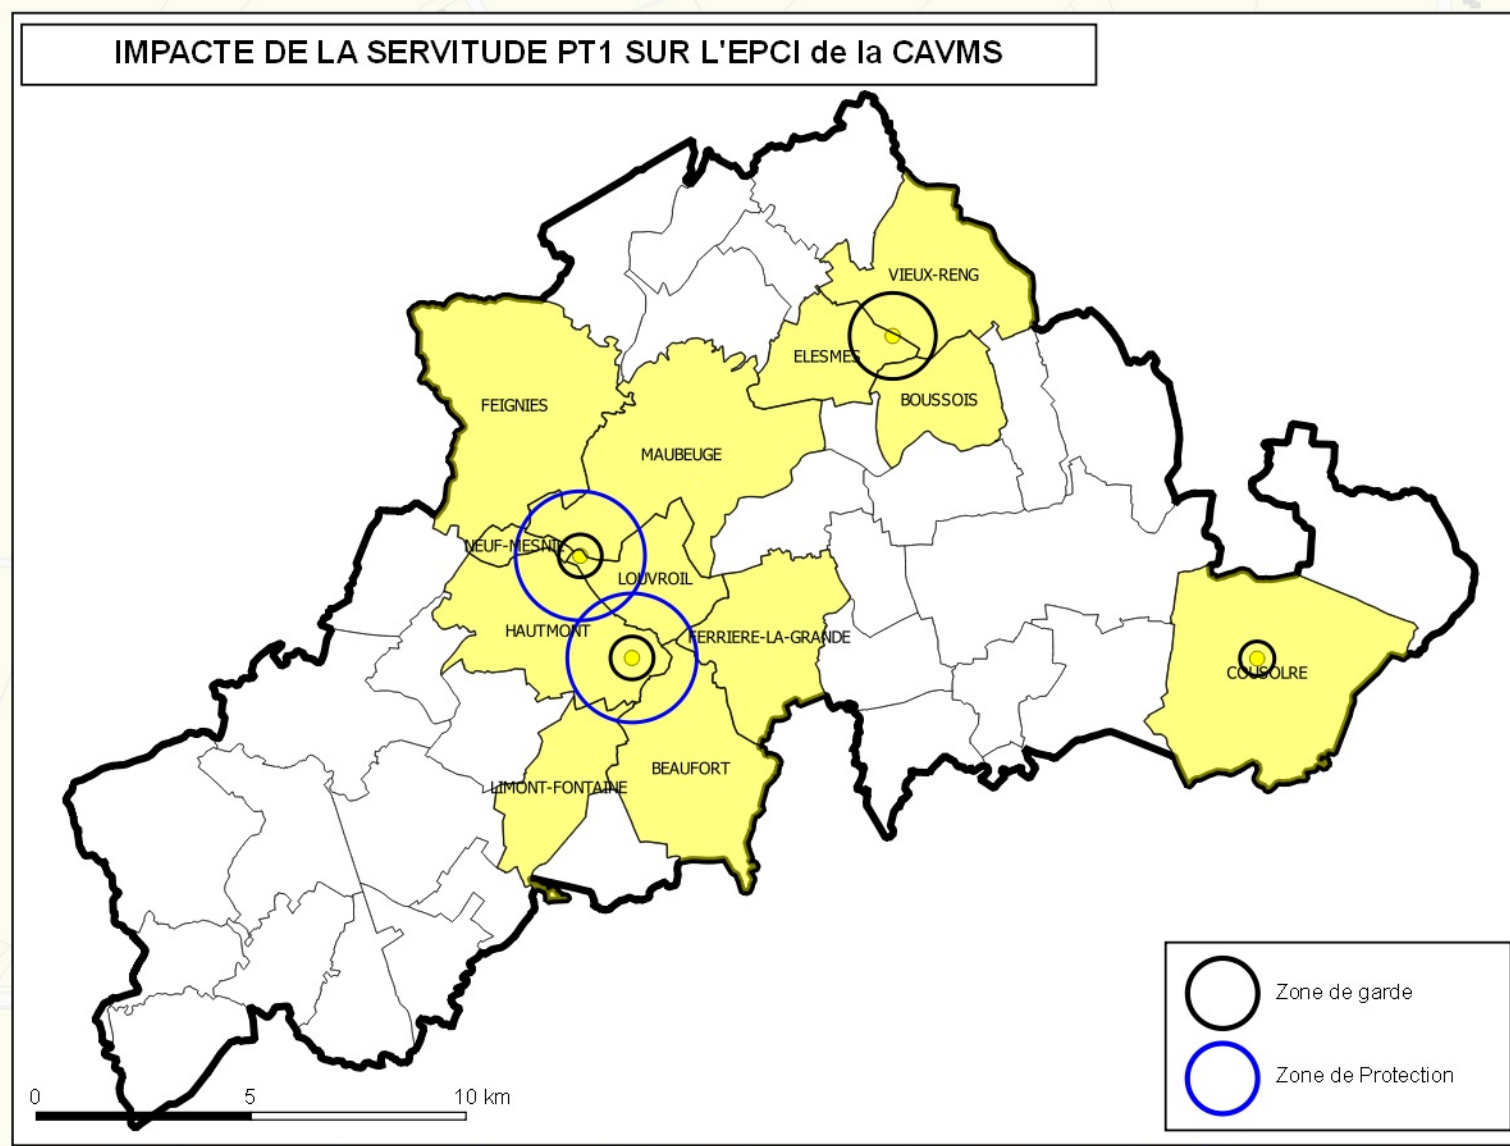 IMPACTE DE LA SERVITUDE PT1 SUR L'EPCI de la CAVMS
VIEUX-RENG
ELESMES
BOUSSOIS
FEIGNIES
MAUBEUGE
NEUF-MESNIL
LOUVROIL
HAUTMONT
FERRIERE-LA-GRANDE
COUSOLRE
BEAUFORT
LIMONT-FONTAINE
Zone de garde
Zone de Protection
0 5 10 km